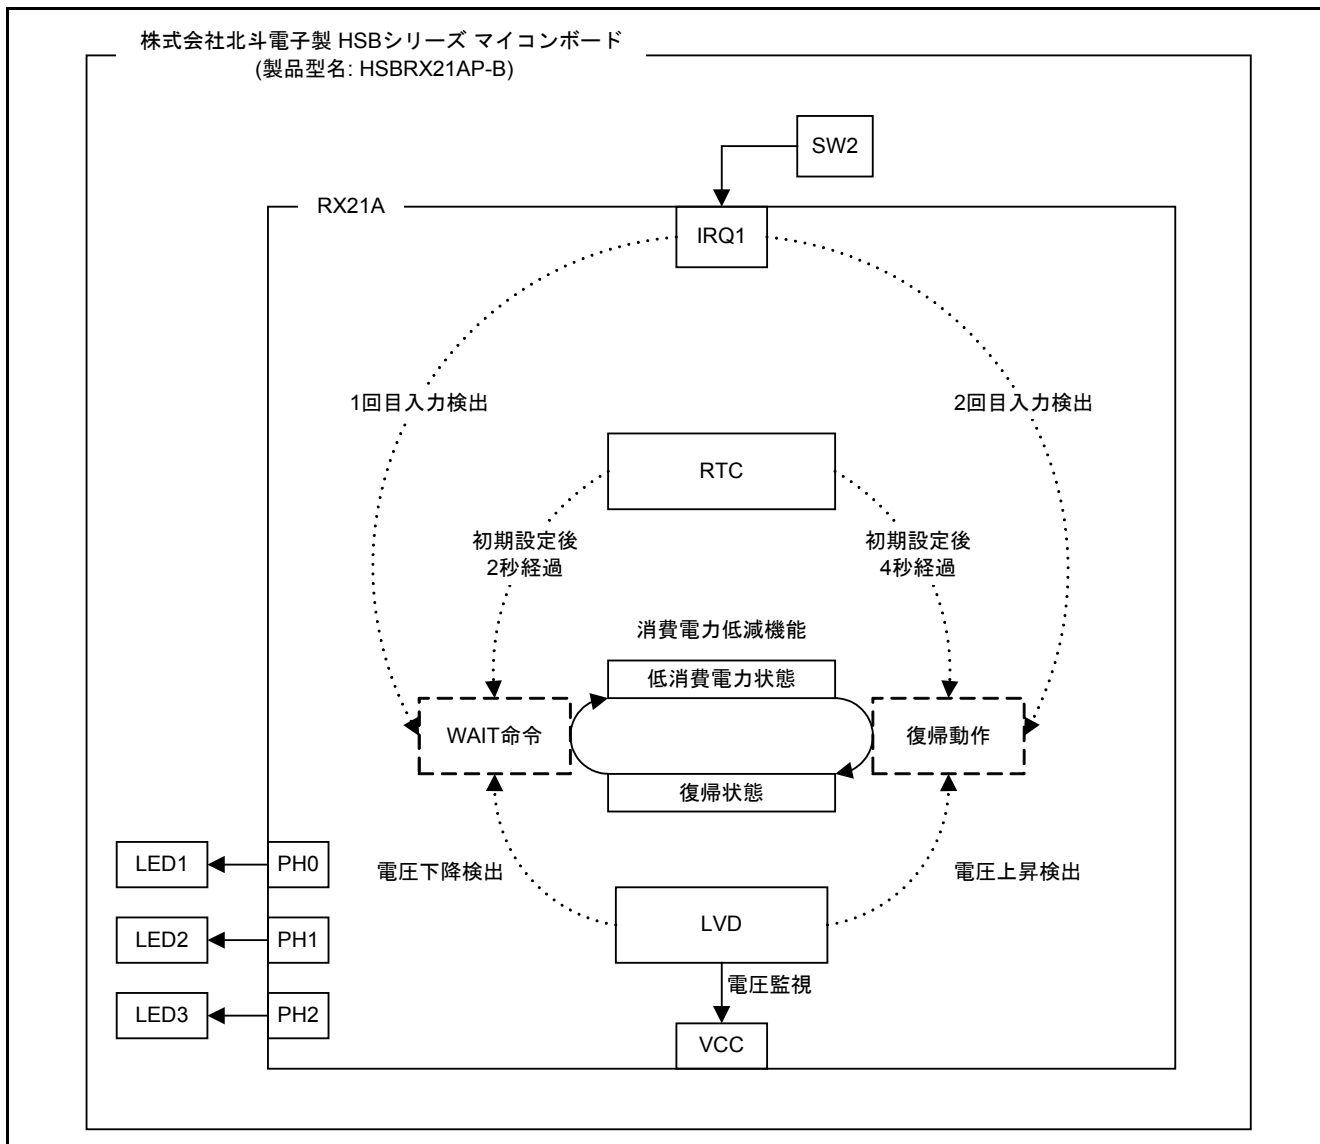 株式会社北斗電子製 HSBシリーズ マイコンボード
(製品型名: HSBRX21AP-B)
SW2
RX21A
IRQ1
1回目入力検出
2回目入力検出
RTC
初期設定後
2秒経過
初期設定後
4秒経過
消費電力低減機能
低消費電力状態
WAIT命令
復帰動作
復帰状態
LED1
PH0
電圧下降検出
電圧上昇検出
LVD
LED2
PH1
電圧監視
LED3
PH2
VCC